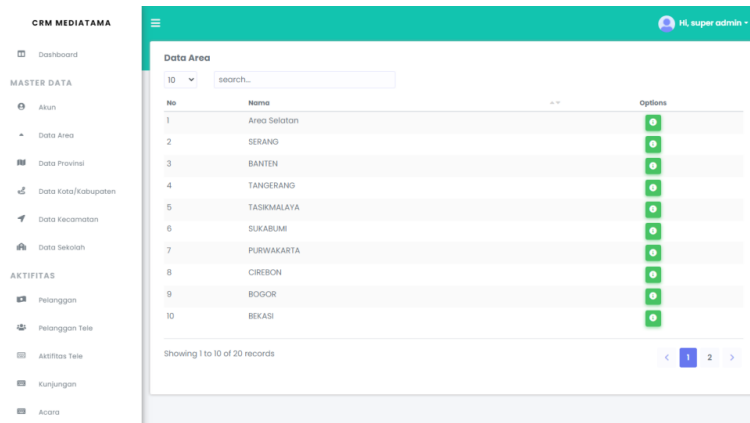 CRM MEDIATAMA
Hi, super admin
Dashboard
MASTER DATA
Akun
Data Area
Data Provinsi
Data Kota/Kabupaten
Data Kecamatan
Data Sekolah
AKTIFITAS
Pelanggan
Pelanggan Tele
Aktifitas Tele
Kunjungan
Acara
Data Area
10 search...
No Nama Options
1 Area Selatan
2 SERANG
3 BANTEN
4 TANGERANG
5 TASIKMALAYA
6 SUKABUMI
7 PURWAKARTA
8 CIREBON
9 BOGOR
10 BEKASI
Showing 1 to 10 of 20 records
< 1 2 >